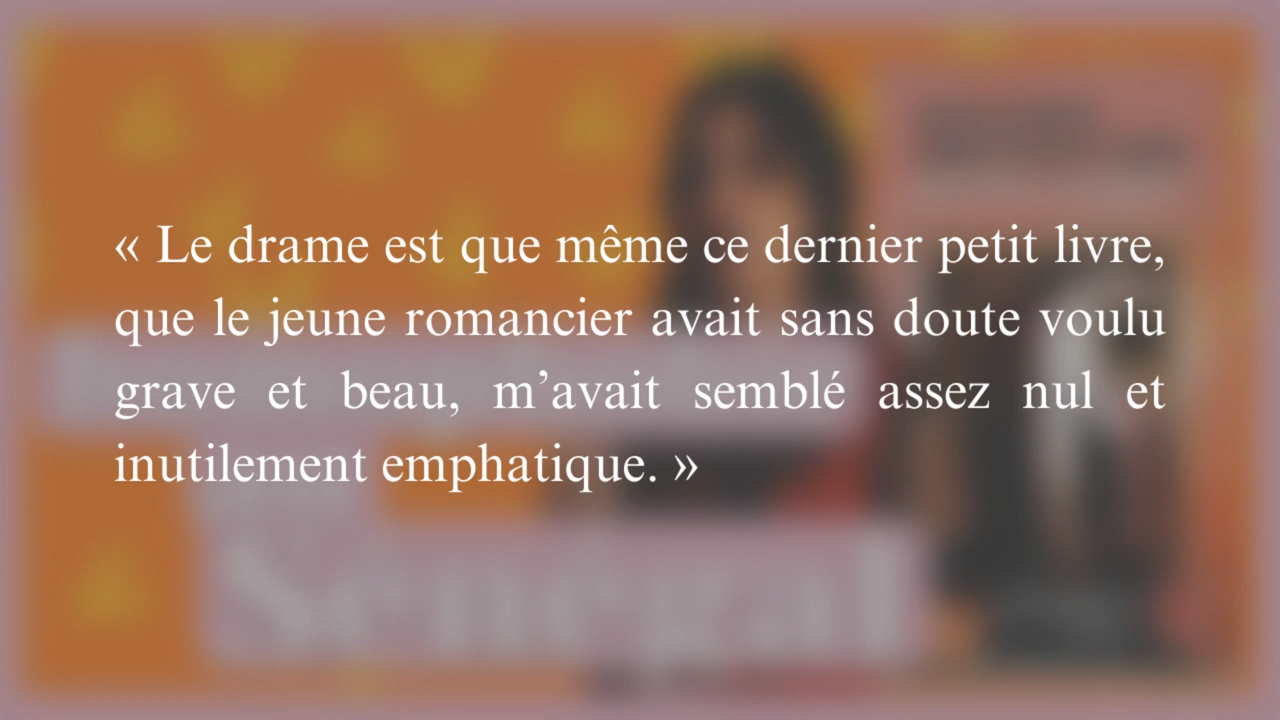 « Le drame est que même ce dernier petit livre,
que le jeune romancier avait sans doute voulu
grave et beau, m’avait semblé assez nul et
inutilement emphatique. »
Sénégal